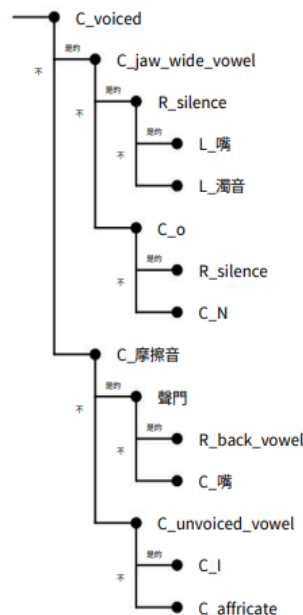 C_voiced
是的
C_jaw_wide_vowel
不
是的
R_silence
不
是的
L_嘴
不
L_濁音
C_o
是的
R_silence
不
C_N
C_摩擦音
是的
聲門
不
是的
R_back_vowel
不
C_嘴
C_unvoiced_vowel
是的
C_I
不
C_affricate